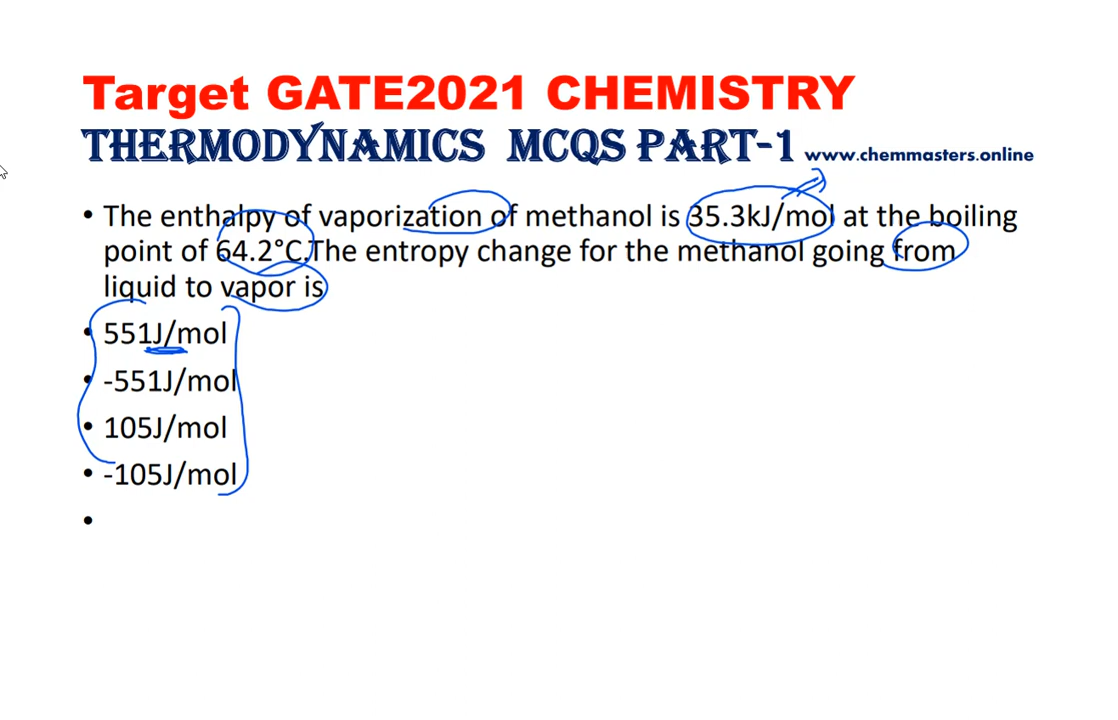 Target GATE2021 CHEMISTRY
THERMODYNAMICS MCQS PART-1 www.chemmasters.online
• The enthalpy of vaporization of methanol is 35.3kJ/mol at the boiling
point of 64.2°C.The entropy change for the methanol going from
liquid to vapor is
• 551J/mol
• -551J/mol
• 105J/mol
• -105J/mol
•